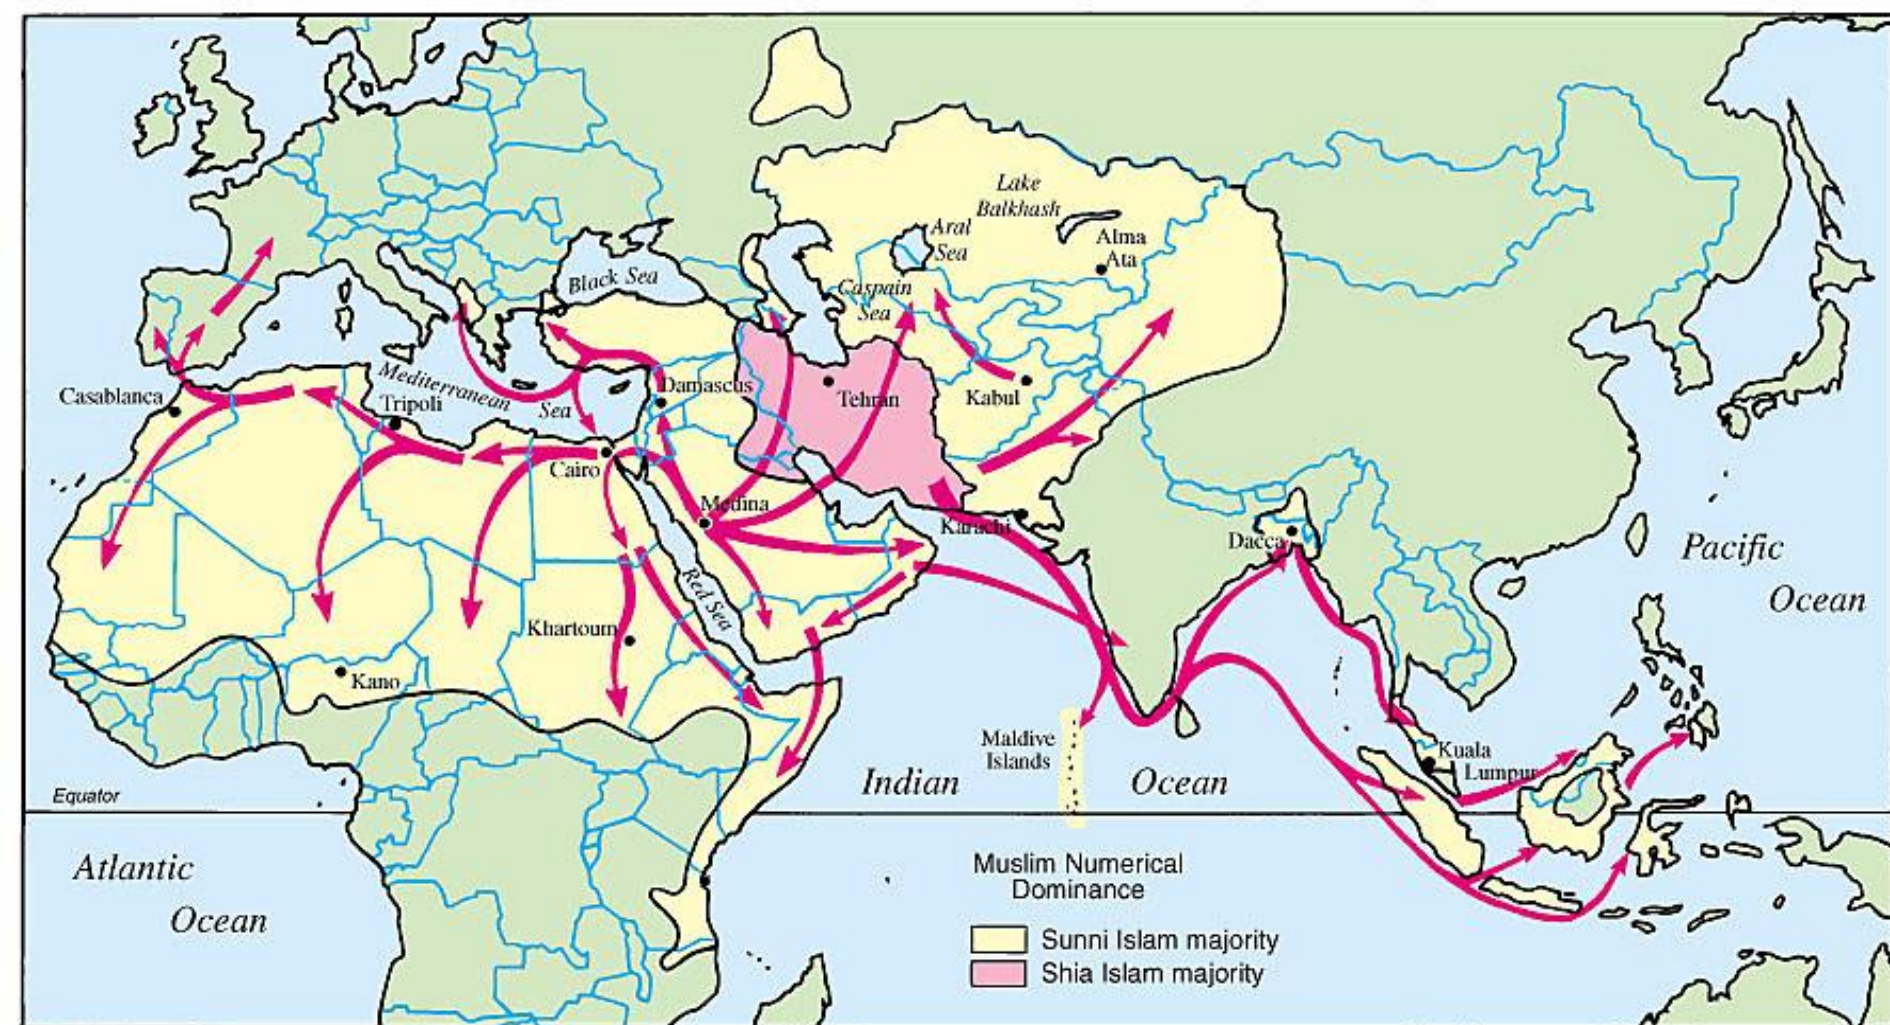 Lake
Balkhash
Aral
Sea
Alma
Ata
Black Sea
Caspain
Sea
Casablanca
Mediterranean
Sea
Tripoli
Damascus
Tehran
Kabul
Cairo
Medina
Karachi
Dacca
Pacific
Ocean
Red Sea
Khartoum
Kano
Maldive
Islands
Indian
Ocean
Kuala
Lumpur
Equator
Atlantic
Ocean
Muslim Numerical
Dominance
Sunni Islam majority
Shia Islam majority